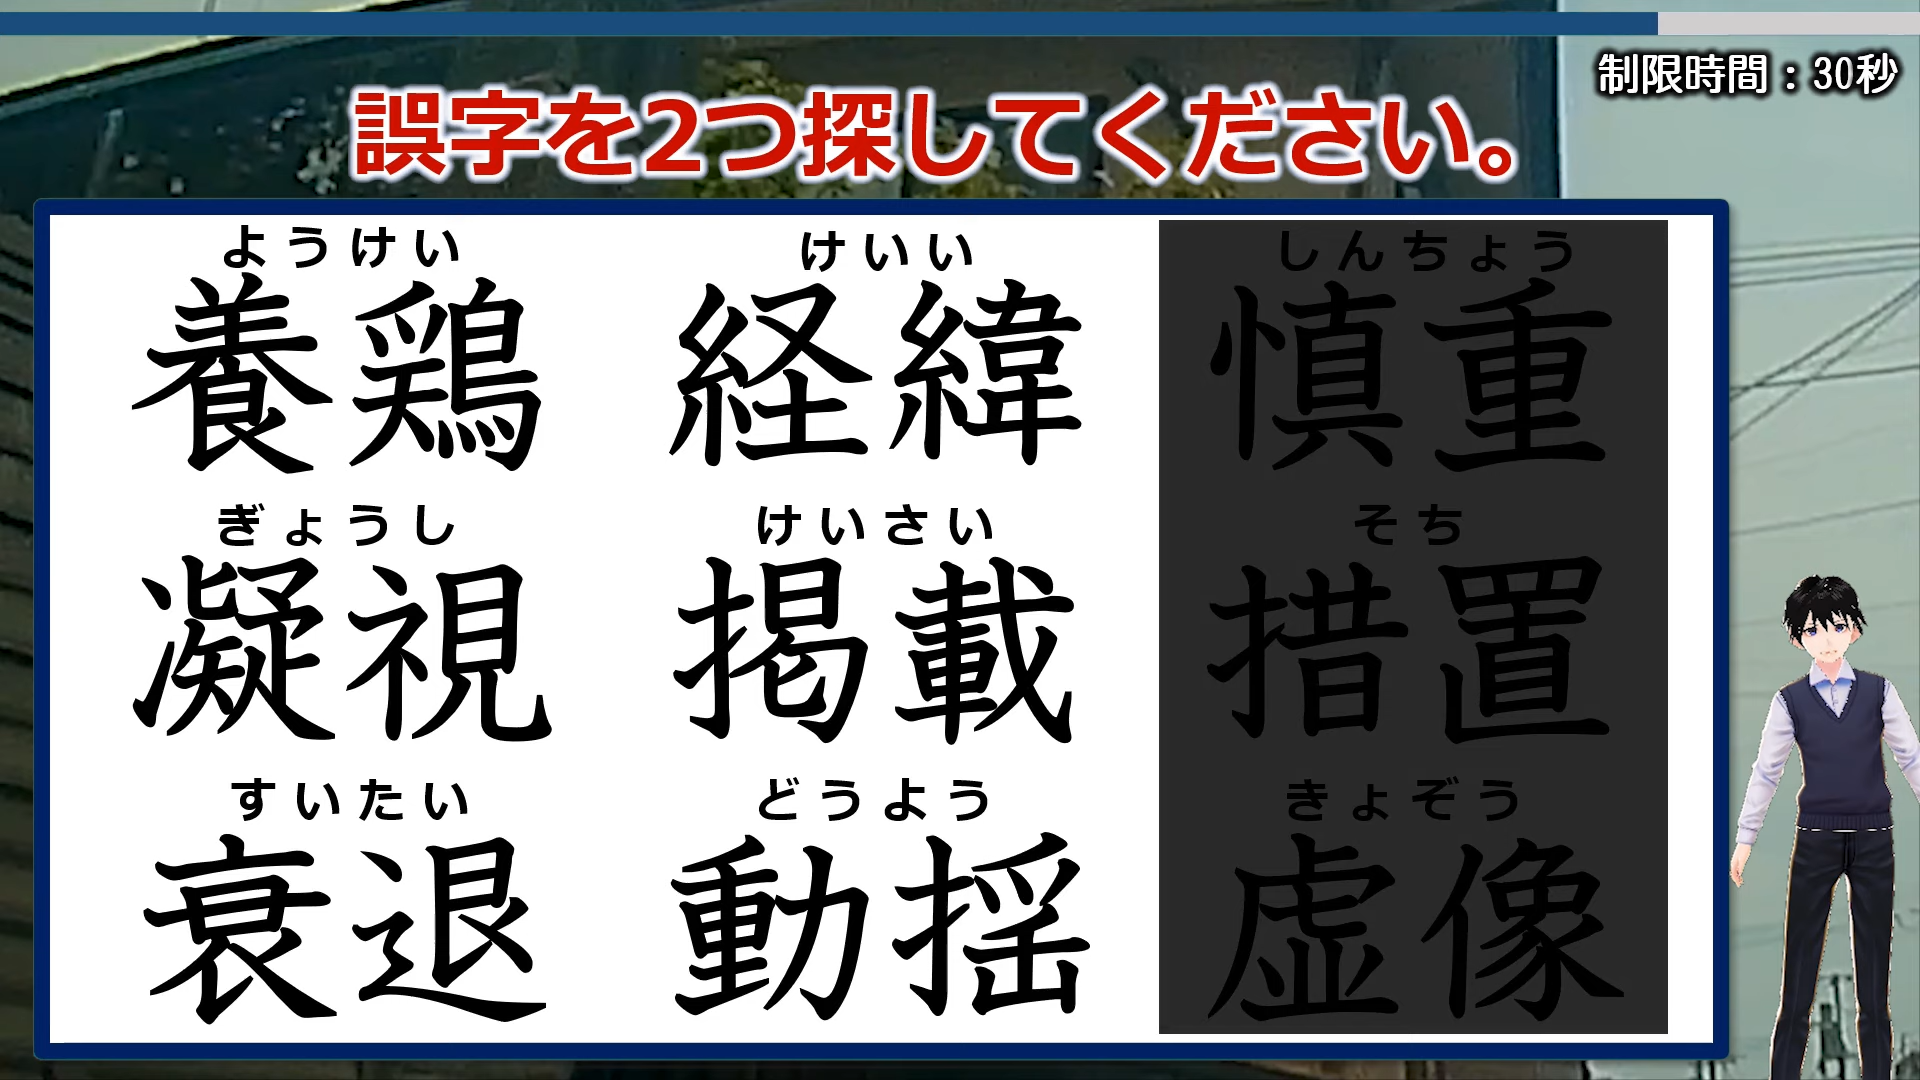 制限時間：30秒
誤字を2つ探してください。
ようけい けいい しんちょう
養鶏 経緯 慎重
ぎょうし けいさい そち
凝視 掲載 措置
すいたい どうよう きょぞう
衰退 動揺 虚像